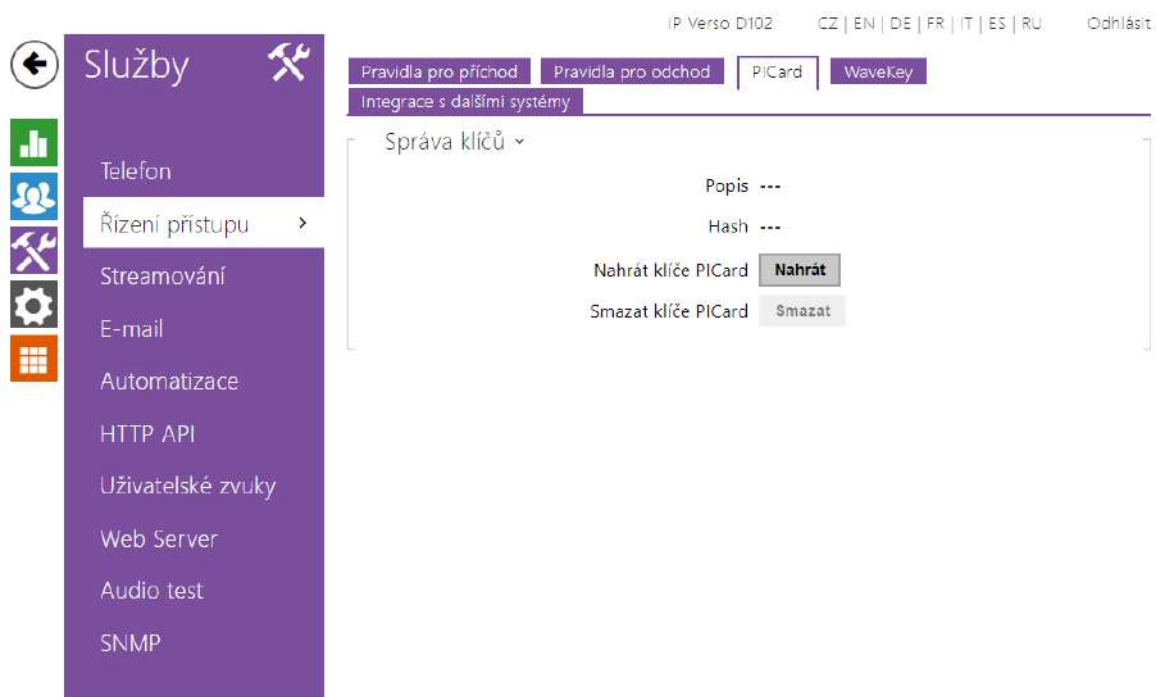 IP Verso D102 CZ | EN | DE | FR | IT | ES | RU Odhlásit
Služby
Pravidla pro příchod Pravidla pro odchod PICard WaveKey
Integrace s dalšími systémy
Správa klíčů
Telefon
Popis ---
Řízení přístupu
Hash ---
Streamování
Nahrát klíče PICard Nahrát
Smazat klíče PICard Smazat
E-mail
Automatizace
HTTP API
Uživatelské zvuky
Web Server
Audio test
SNMP